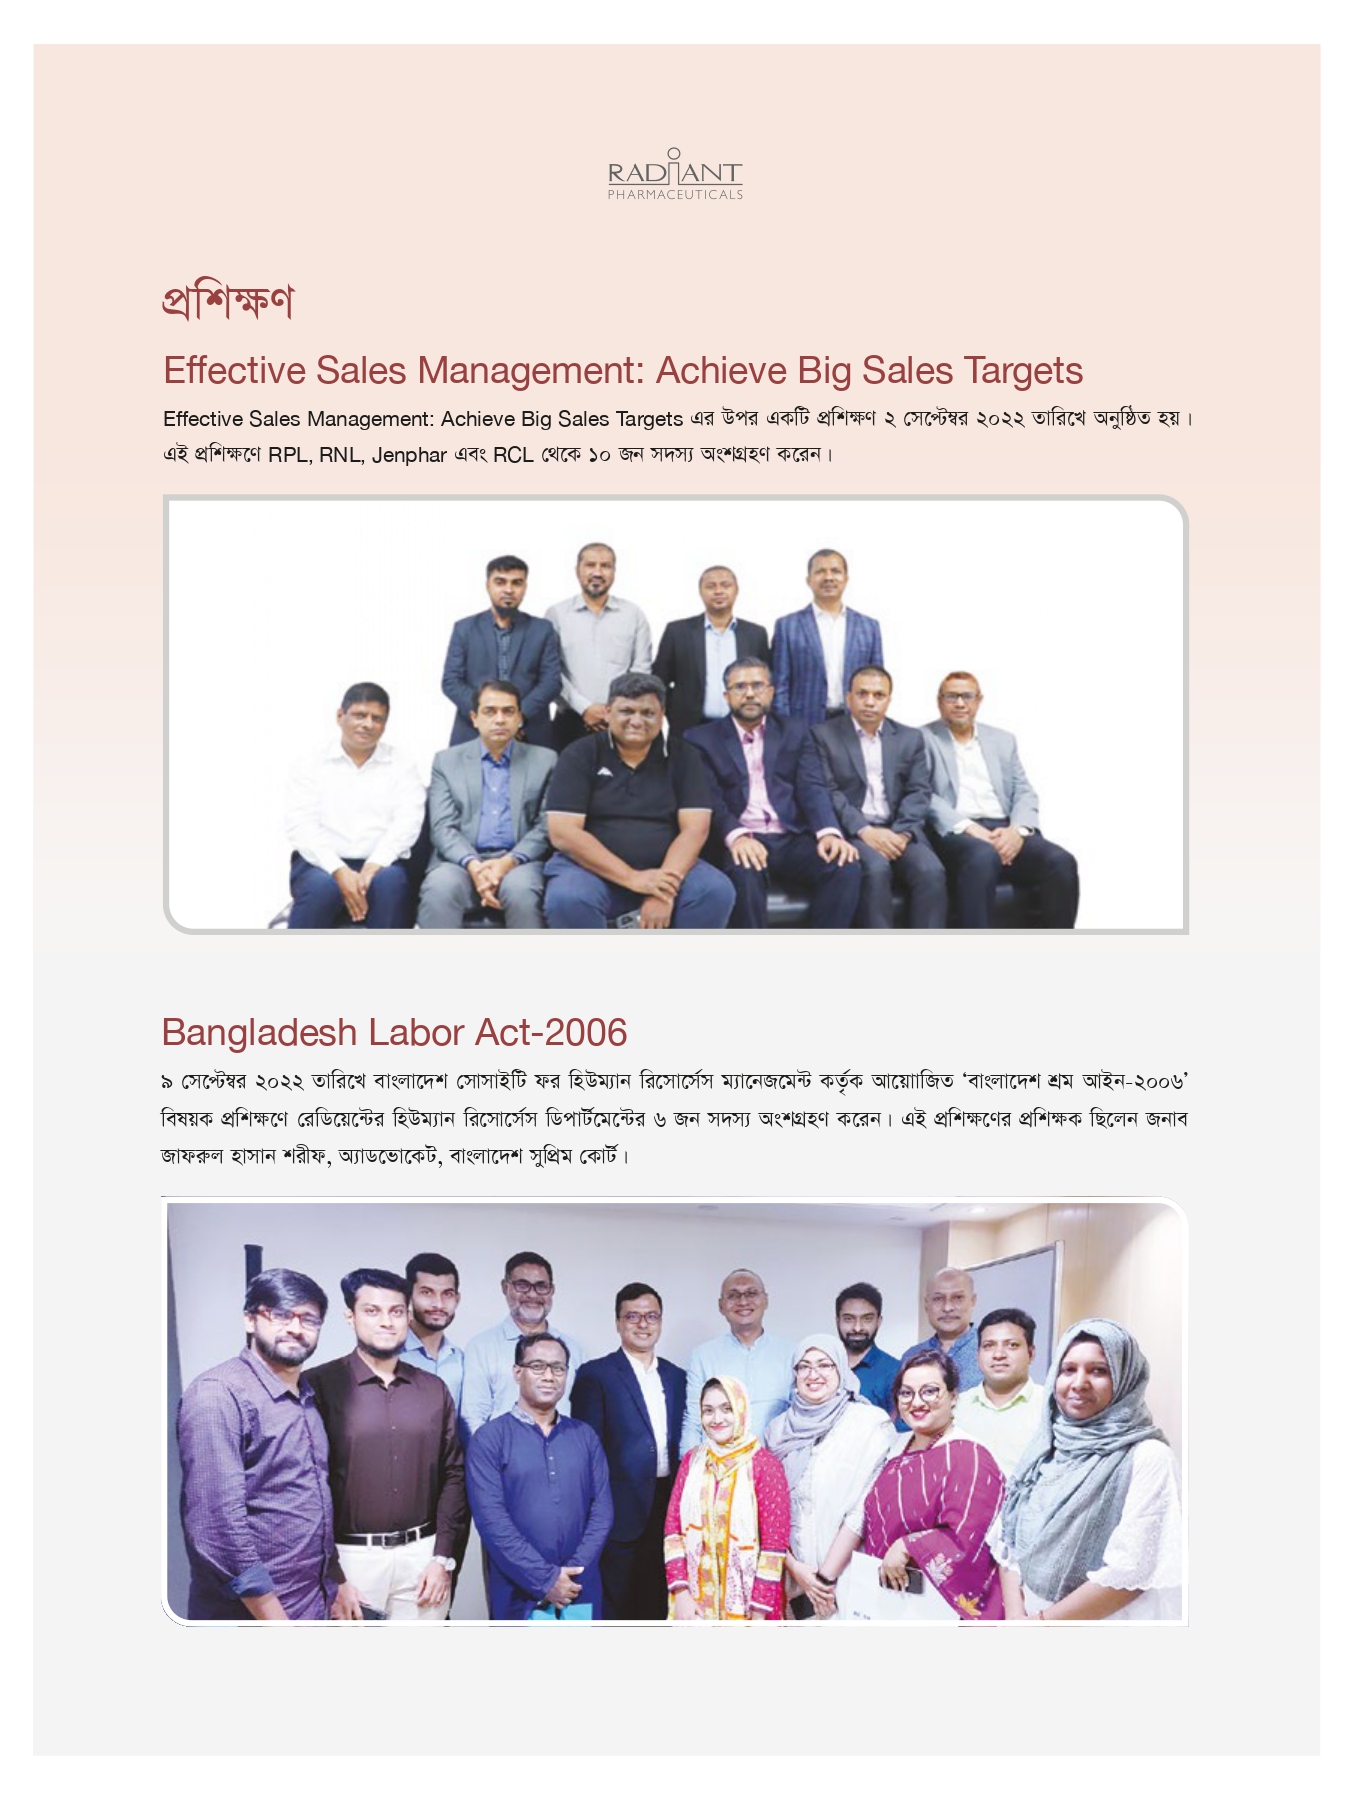 RADIANT
PHARMACEUTICALS
প্রশিক্ষণ
Effective Sales Management: Achieve Big Sales Targets
Effective Sales Management: Achieve Big Sales Targets এর উপর একটি প্রশিক্ষণ ২ সেপ্টেম্বর ২০২২ তারিখে অনুষ্ঠিত হয়।
এই প্রশিক্ষণে RPL, RNL, Jenphar এবং RCL থেকে ১০ জন সদস্য অংশগ্রহণ করেন।
Bangladesh Labor Act-2006
৯ সেপ্টেম্বর ২০২২ তারিখে বাংলাদেশ সোসাইটি ফর হিউম্যান রিসোর্সেস ম্যানেজমেন্ট কর্তৃক আয়োাজিত ‘বাংলাদেশ শ্রম আইন-২০০৬’
বিষয়ক প্রশিক্ষণে রেডিয়েন্টের হিউম্যান রিসোর্সেস ডিপার্টমেন্টের ৬ জন সদস্য অংশগ্রহণ করেন। এই প্রশিক্ষণের প্রশিক্ষক ছিলেন জনাব
জাফরুল হাসান শরীফ, অ্যাডভোকেট, বাংলাদেশ সুপ্রিম কোর্ট।